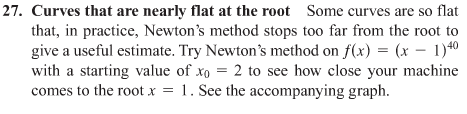 27. Curves that are nearly flat at the root Some curves are so flat
that, in practice, Newton's method stops too far from the root to
give a useful estimate. Try Newton's method on f(x) = (x − 1)⁴⁰
with a starting value of x₀ = 2 to see how close your machine
comes to the root x = 1. See the accompanying graph.